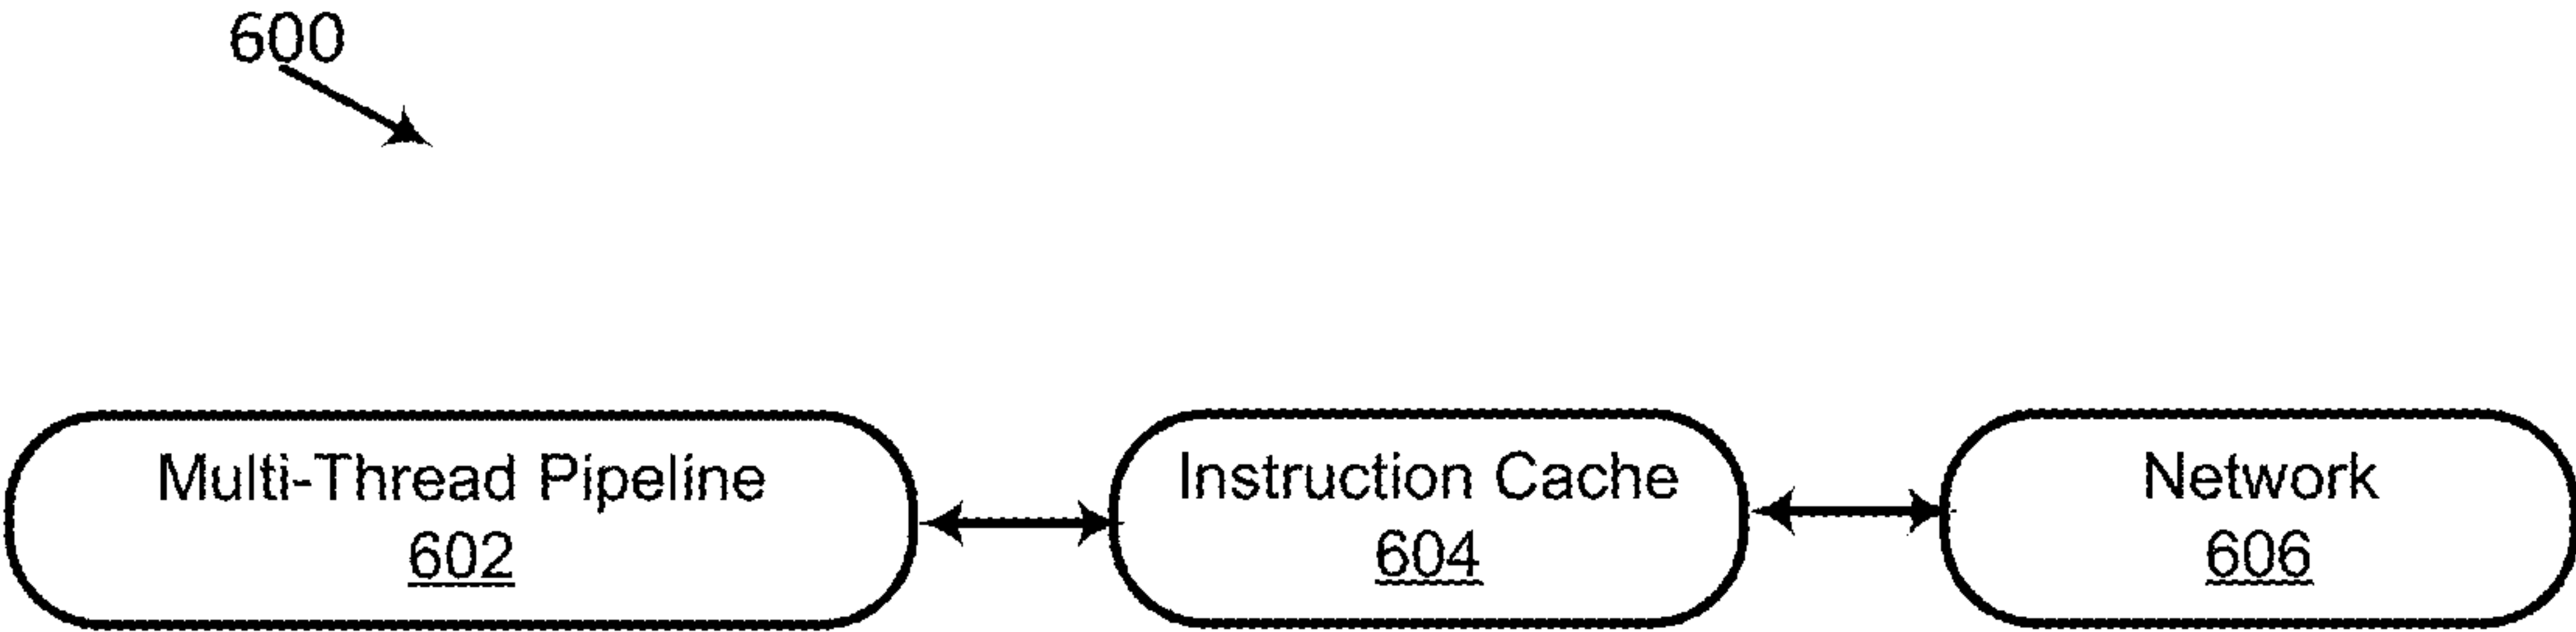 600
Multi-Thread Pipeline
602
Instruction Cache
604
Network
606